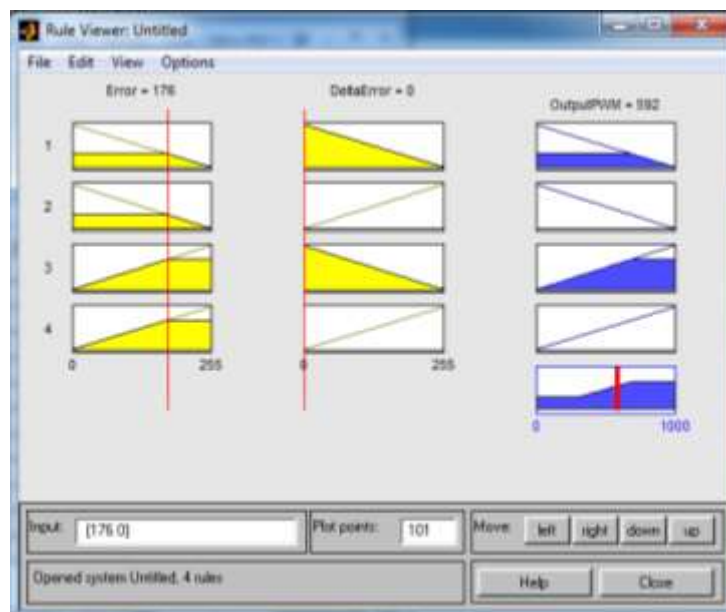 Rule Viewer: Untitled
File Edit View Options
Error = 176 DeltaError = 0 OutputPWM = 592
1
2
3
4
0 255 0 255
0 1000
Input: [176 0] Plot points: 101 Move: left right down up
Opened system Untitled, 4 rules Help Close